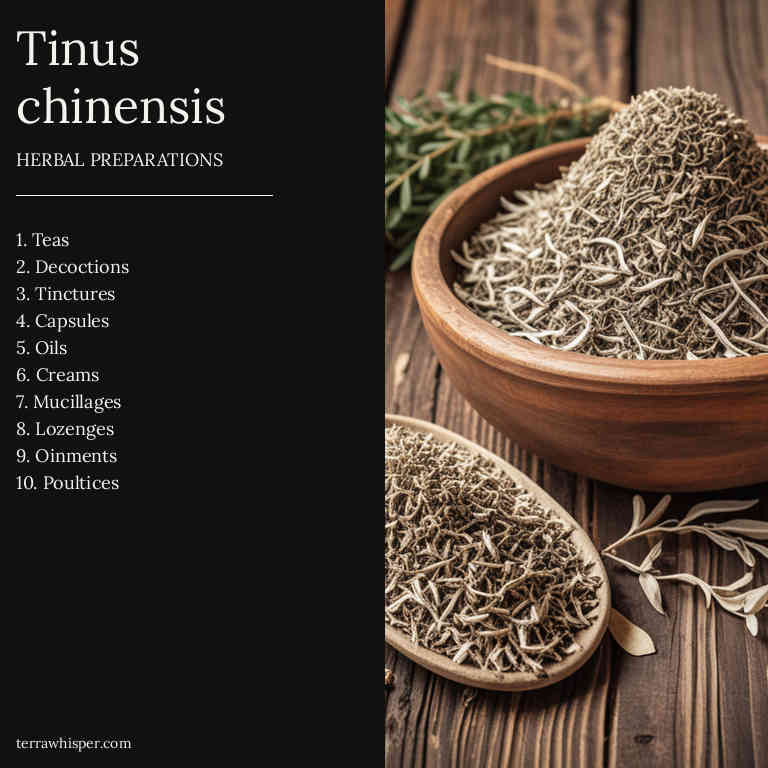 Tinus
chinensis
HERBAL PREPARATIONS
1. Teas
2. Decoctions
3. Tinctures
4. Capsules
5. Oils
6. Creams
7. Mucillages
8. Lozenges
9. Oinments
10. Poultices
terrawhisper.com